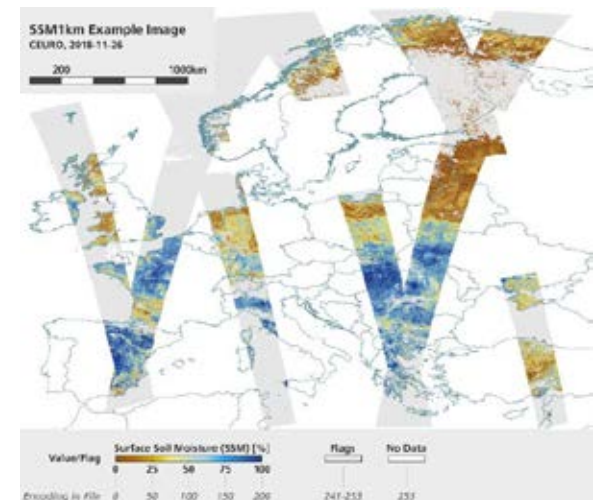 SSM1km Example Image
CEURO, 2018-11-26
200 1000km
Surface Soil Moisture (SSM) [%] Flags No Data
Value/Flag
0 25 50 75 100
Encoding in File 0 50 100 150 200 241-253 255